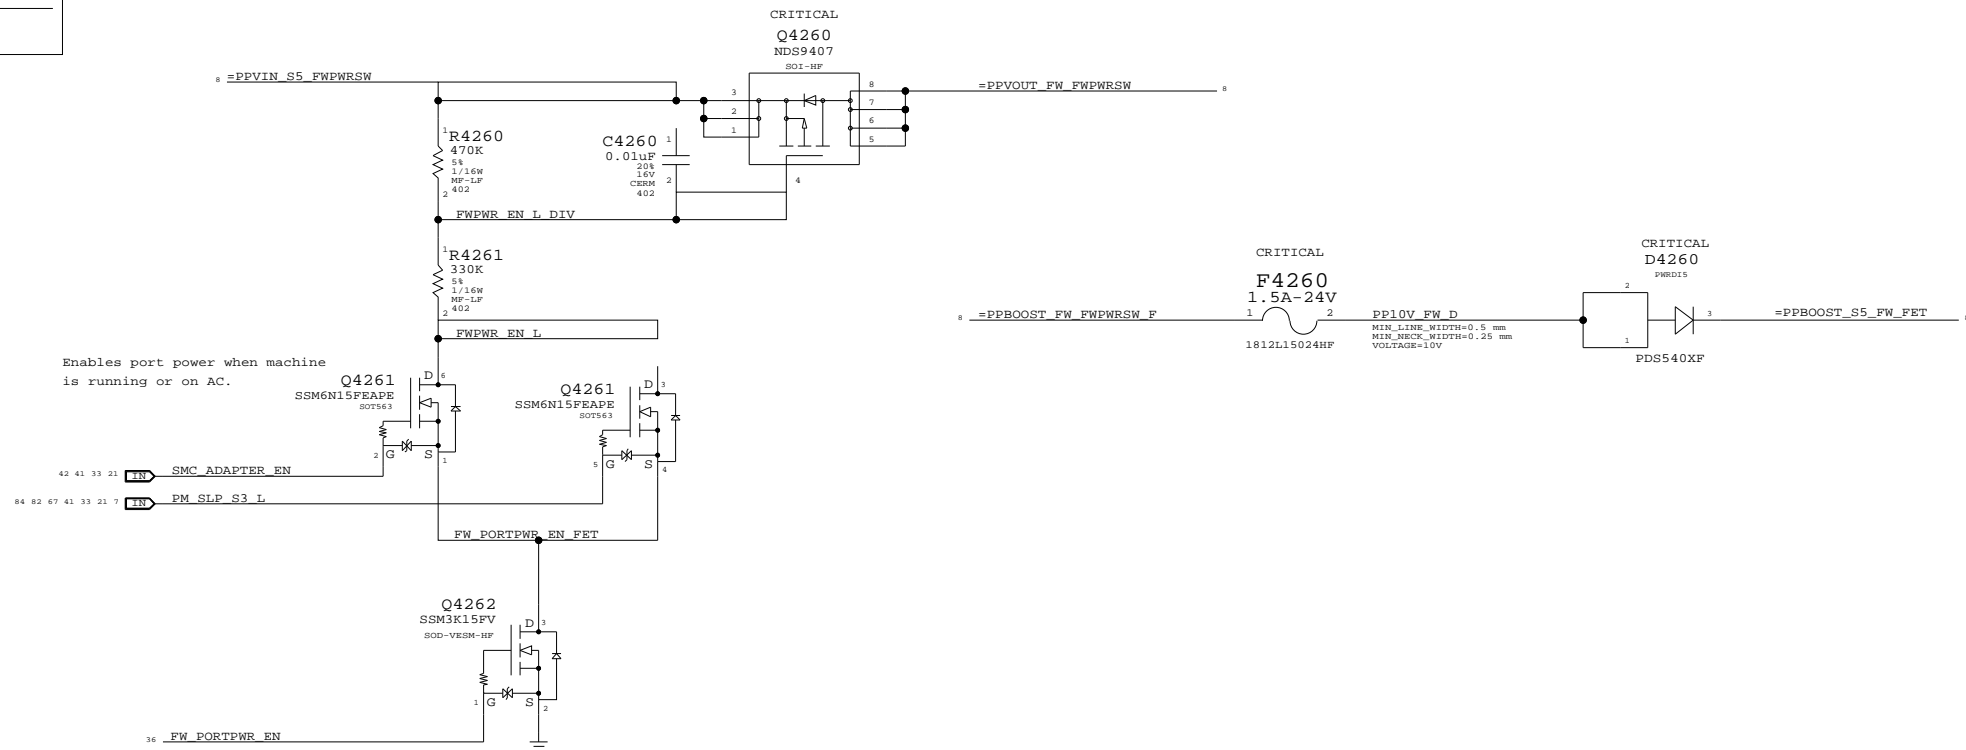 CRITICAL
Q4260
NDS9407
SOI-HF
8 =PPVIN_S5_FWPWRSW
3
2
1
8
7
6
5
4
=PPVOUT_FW_FWPWRSW 8
1
R4260
470K
5%
1/16W
MF-LF
402
2
C4260 1
0.01uF
20%
16V
CERM
402
2
FWPWR_EN_L_DIV
1
R4261
330K
5%
1/16W
MF-LF
402
2
FWPWR_EN_L
CRITICAL
F4260
1.5A-24V
1 2
1812L15024HF
8 =PPBOOST_FW_FWPWRSW_F
PP10V_FW_D
MIN_LINE_WIDTH=0.5 mm
MIN_NECK_WIDTH=0.25 mm
VOLTAGE=10V
CRITICAL
D4260
PWRDI5
2
1
3
PDS540XF
=PPBOOST_S5_FW_FET
Enables port power when machine
is running or on AC.
Q4261
SSM6N15FEAPE
SOT563
D 6
2 G S 1
Q4261
SSM6N15FEAPE
SOT563
D 3
5 G S 4
42 41 33 21 IN SMC_ADAPTER_EN
84 82 67 41 33 21 7 IN PM_SLP_S3_L
FW_PORTPWR_EN_FET
Q4262
SSM3K15FV
SOD-VESM-HF
D 3
1 G S 2
36 FW_PORTPWR_EN